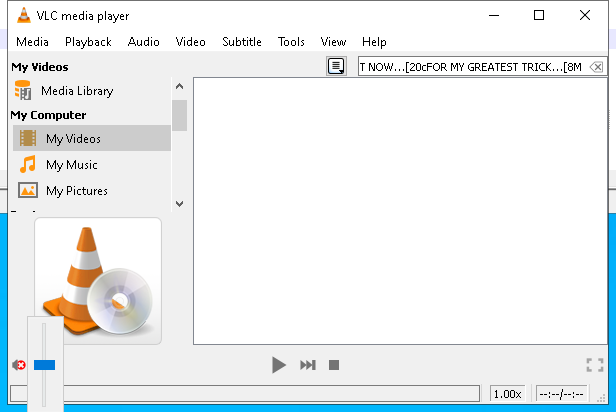 VLC media player
Media Playback Audio Video Subtitle Tools View Help
My Videos
T NOW...[20cFOR MY GREATEST TRICK...[8M
Media Library
My Computer
My Videos
My Music
My Pictures
1.00x
--:--/--:--